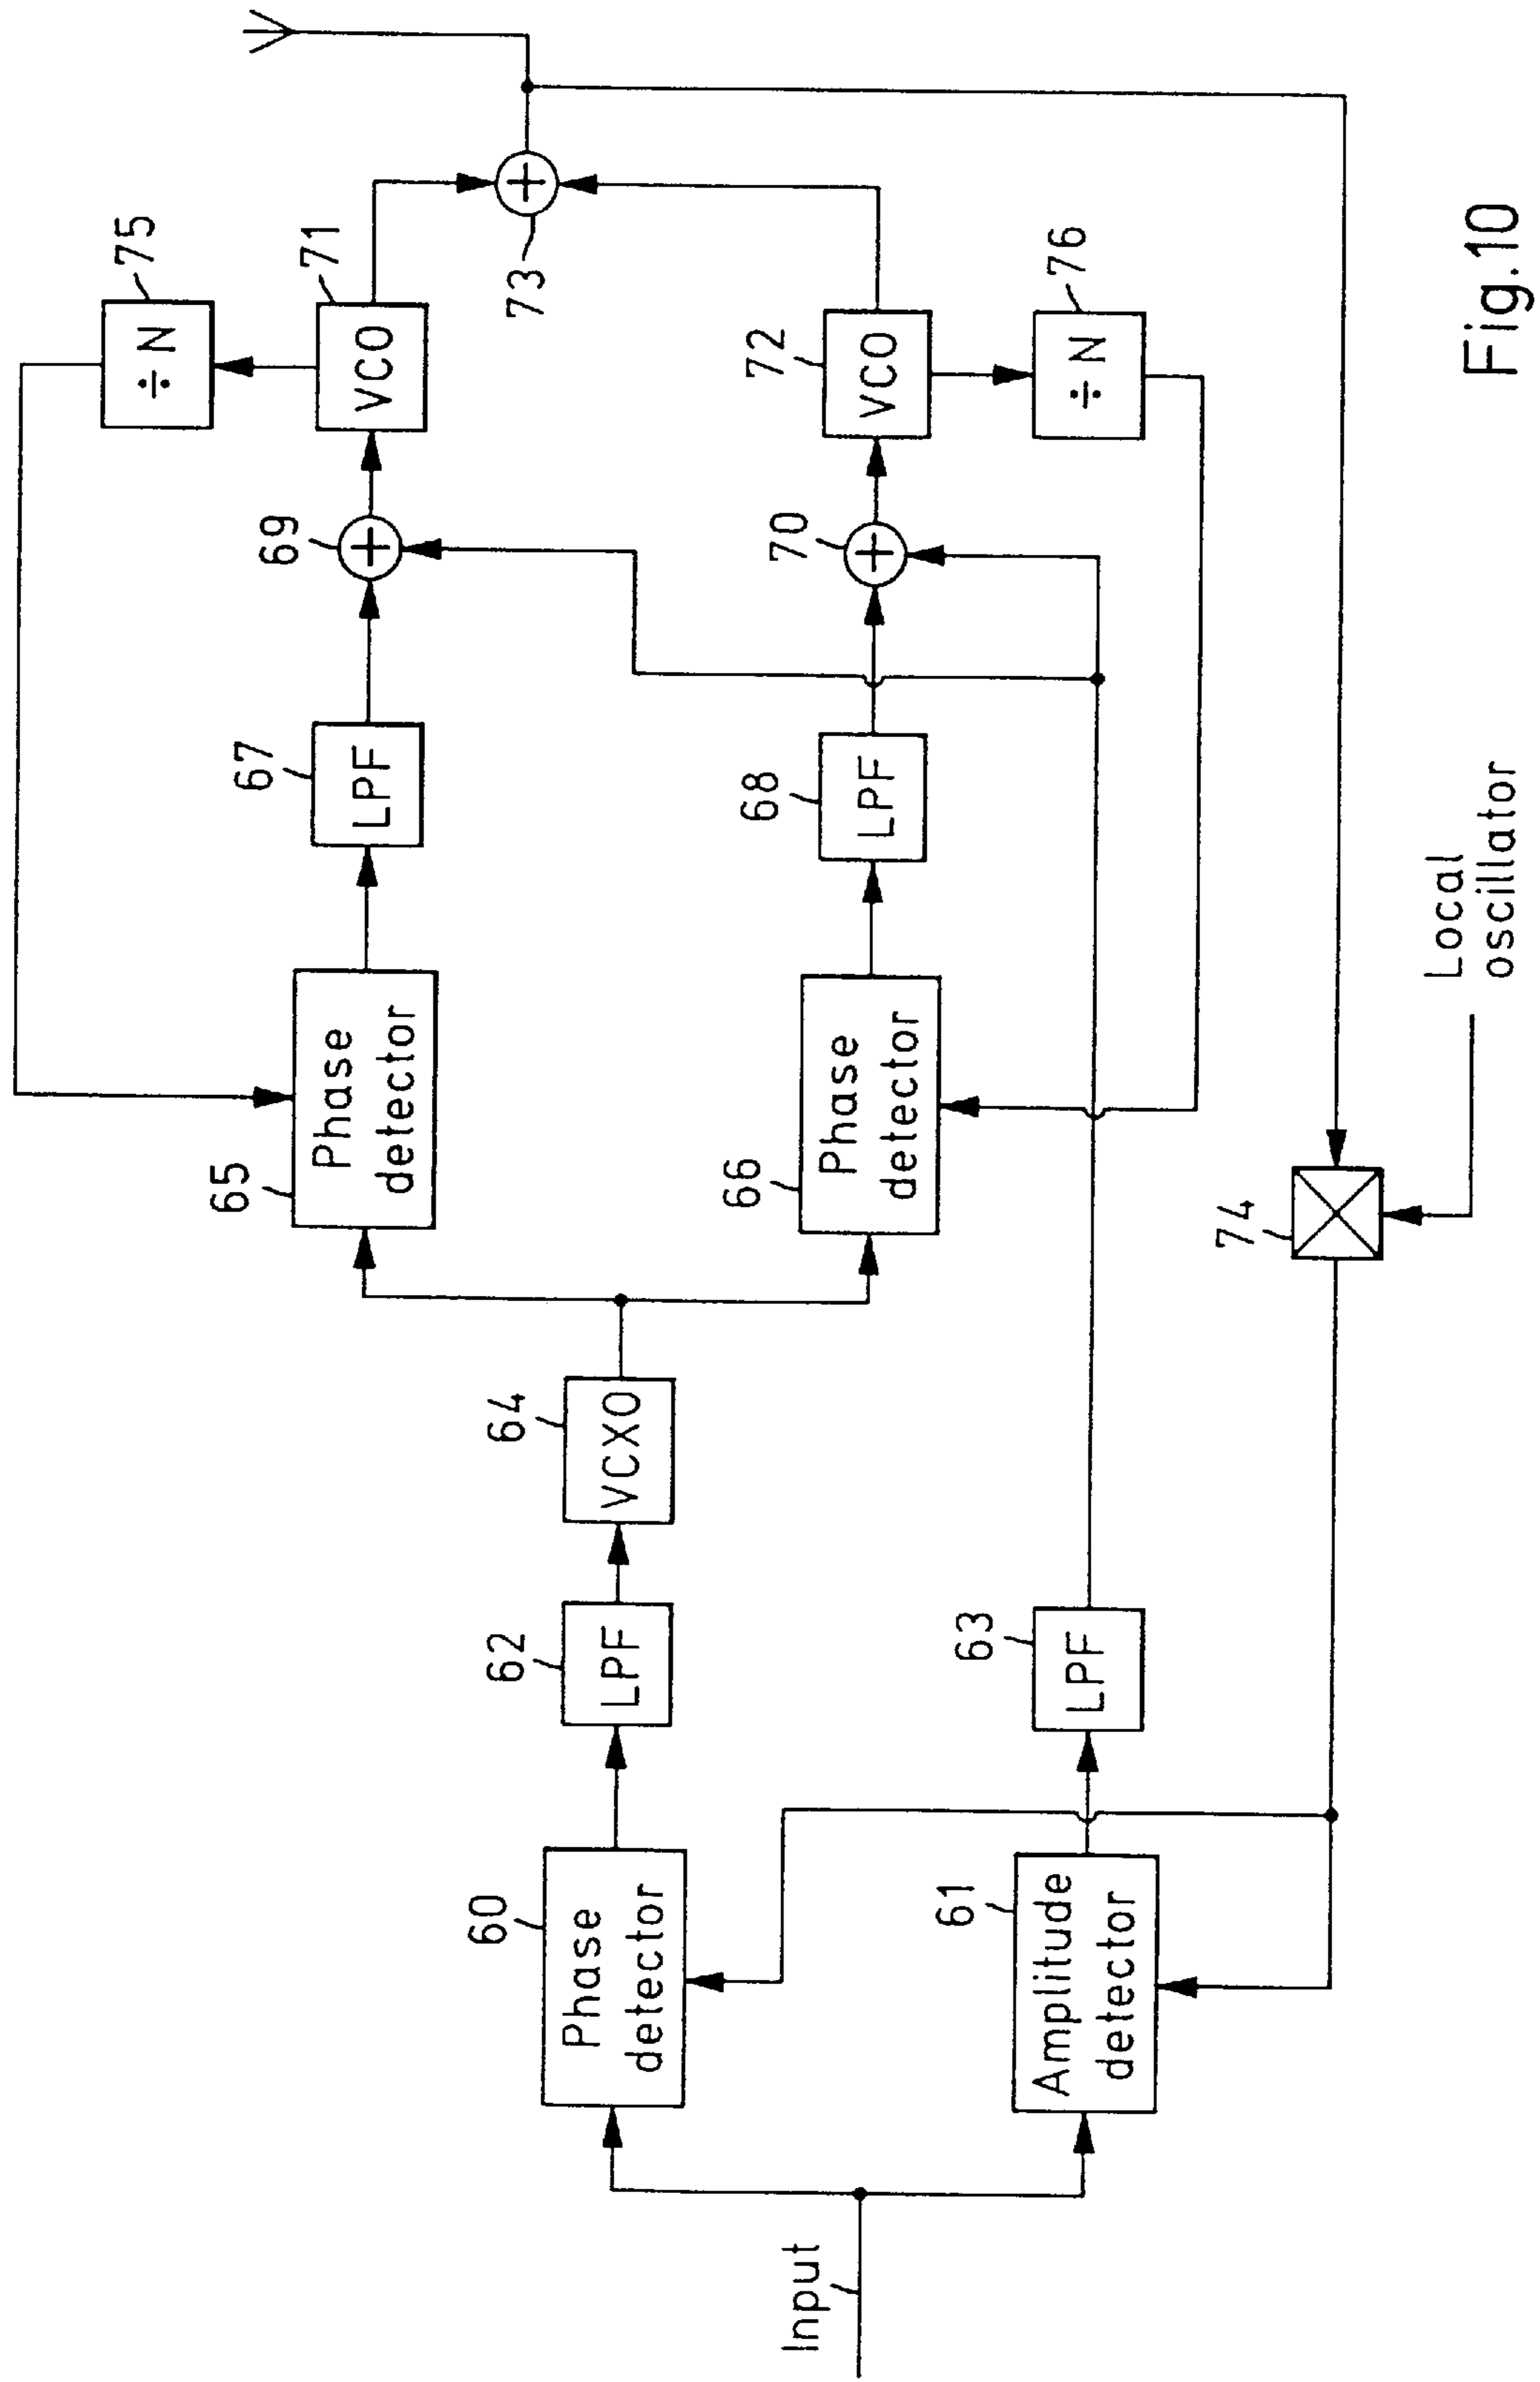 75
÷ N
71
VCO
73
69
67
LPF
65
Phase
detector
72
VCO
76
÷ N
70
68
LPF
66
Phase
detector
64
VCXO
62
LPF
60
Phase
detector
63
LPF
61
Amplitude
detector
74
Local
oscillator
Input
Fig.10